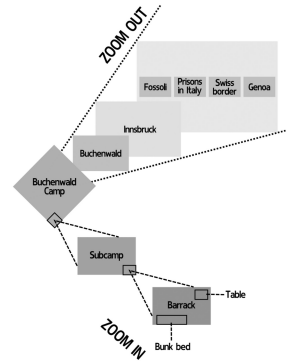 ZOOM OUT
Fossoli
Prisons
in Italy
Swiss
border
Genoa
Innsbruck
Buchenwald
Buchenwald
Camp
Subcamp
Barrack
Table
Bunk bed
ZOOM IN